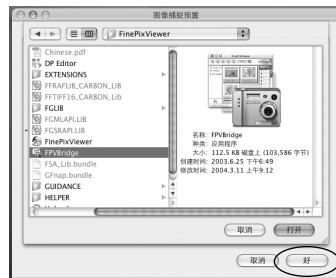 图像捕捉预置
FinePixViewer
Chinese.pdf
DP Editor
EXTENSIONS
FFRAFLIB_CARBON_LIB
FFTIFF16_CARBON_Lib
FGLIB
FGMLAPI.LIB
FGSRAPI.LIB
FinePixViewer
FPVBridge
FSA_Lib.bundle
GFnap.bundle
GUIDANCE
HELPER
名称: FPVBridge
种类: 应用程序
大小: 112.5 KB 磁盘上 (103,586 字节)
创建时间: 2003.6.25 下午6:49
修改时间: 2004.3.11 上午9:12
取消
打开
取消
好